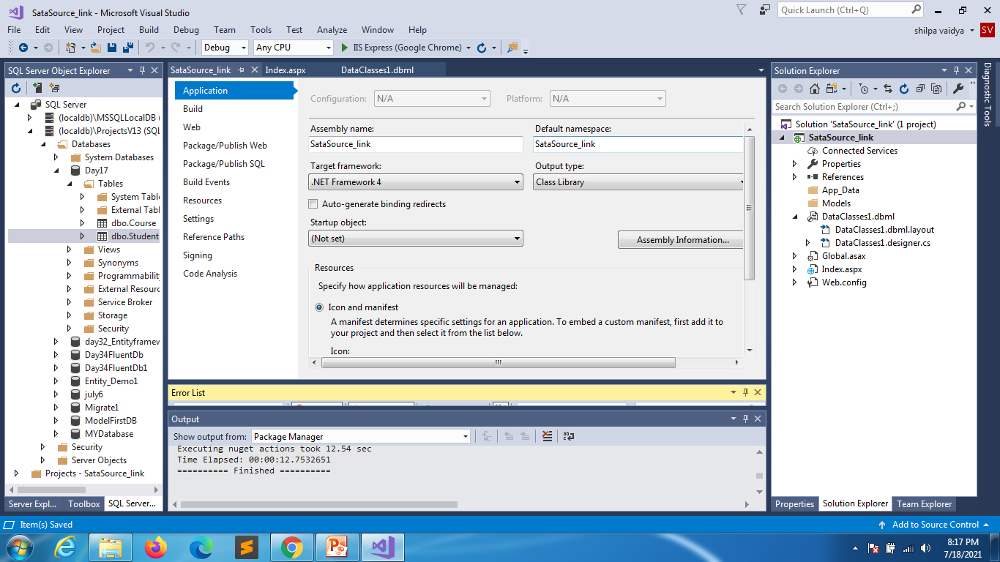 SataSource_link - Microsoft Visual Studio
Quick Launch (Ctrl+Q)
File Edit View Project Build Debug Team Tools Test Analyze Window Help
shilpa vaidya SV
Debug Any CPU IIS Express (Google Chrome)
SQL Server Object Explorer
SQL Server
(localdb)\MSSQLLocalDB (
(localdb)\ProjectsV13 (SQL
Databases
System Databases
Day17
Tables
System Table
External Tabl
dbo.Course
dbo.Student
Views
Synonyms
Programmability
External Resourc
Service Broker
Storage
Security
day32_Entityframew
Day34FluentDb
Day34FluentDb1
Entity_Demo1
july6
Migrate1
ModelFirstDB
MYDatabase
Security
Server Objects
Projects - SataSource_link
Server Expl... Toolbox SQL Server...
SataSource_link Index.aspx DataClasses1.dbml
Application
Build
Web
Package/Publish Web
Package/Publish SQL
Build Events
Resources
Settings
Reference Paths
Signing
Code Analysis
Configuration: N/A Platform: N/A
Assembly name: Default namespace:
SataSource_link SataSource_link
Target framework: Output type:
.NET Framework 4 Class Library
Auto-generate binding redirects
Startup object:
(Not set) Assembly Information...
Resources
Specify how application resources will be managed:
Icon and manifest
A manifest determines specific settings for an application. To embed a custom manifest, first add it to
your project and then select it from the list below.
Icon:
Error List
Output
Show output from: Package Manager
Executing nuget actions took 12.54 sec
Time Elapsed: 00:00:12.7532651
========== Finished ==========
Solution Explorer
Search Solution Explorer (Ctrl+;)
Solution 'SataSource_link' (1 project)
SataSource_link
Connected Services
Properties
References
App_Data
Models
DataClasses1.dbml
DataClasses1.dbml.layout
DataClasses1.designer.cs
Global.asax
Index.aspx
Web.config
Properties Solution Explorer Team Explorer
Diagnostic Tools
Item(s) Saved
Add to Source Control
8:17 PM
7/18/2021